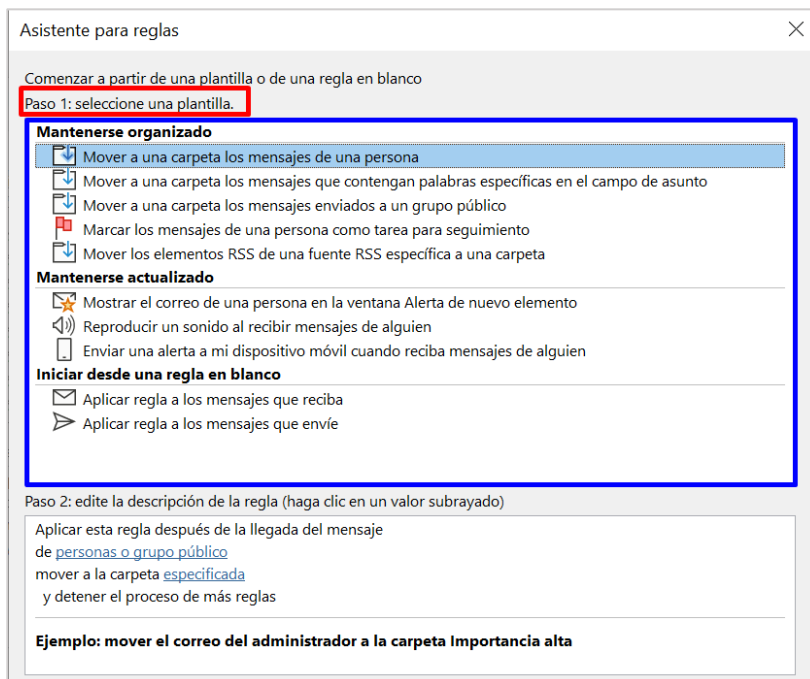 Asistente para reglas
Comenzar a partir de una plantilla o de una regla en blanco
Paso 1: seleccione una plantilla.
Mantenerse organizado
Mover a una carpeta los mensajes de una persona
Mover a una carpeta los mensajes que contengan palabras específicas en el campo de asunto
Mover a una carpeta los mensajes enviados a un grupo público
Marcar los mensajes de una persona como tarea para seguimiento
Mover los elementos RSS de una fuente RSS específica a una carpeta
Mantenerse actualizado
Mostrar el correo de una persona en la ventana Alerta de nuevo elemento
Reproducir un sonido al recibir mensajes de alguien
Enviar una alerta a mi dispositivo móvil cuando reciba mensajes de alguien
Iniciar desde una regla en blanco
Aplicar regla a los mensajes que reciba
Aplicar regla a los mensajes que envíe
Paso 2: edite la descripción de la regla (haga clic en un valor subrayado)
Aplicar esta regla después de la llegada del mensaje
de personas o grupo público
mover a la carpeta especificada
y detener el proceso de más reglas
Ejemplo: mover el correo del administrador a la carpeta Importancia alta